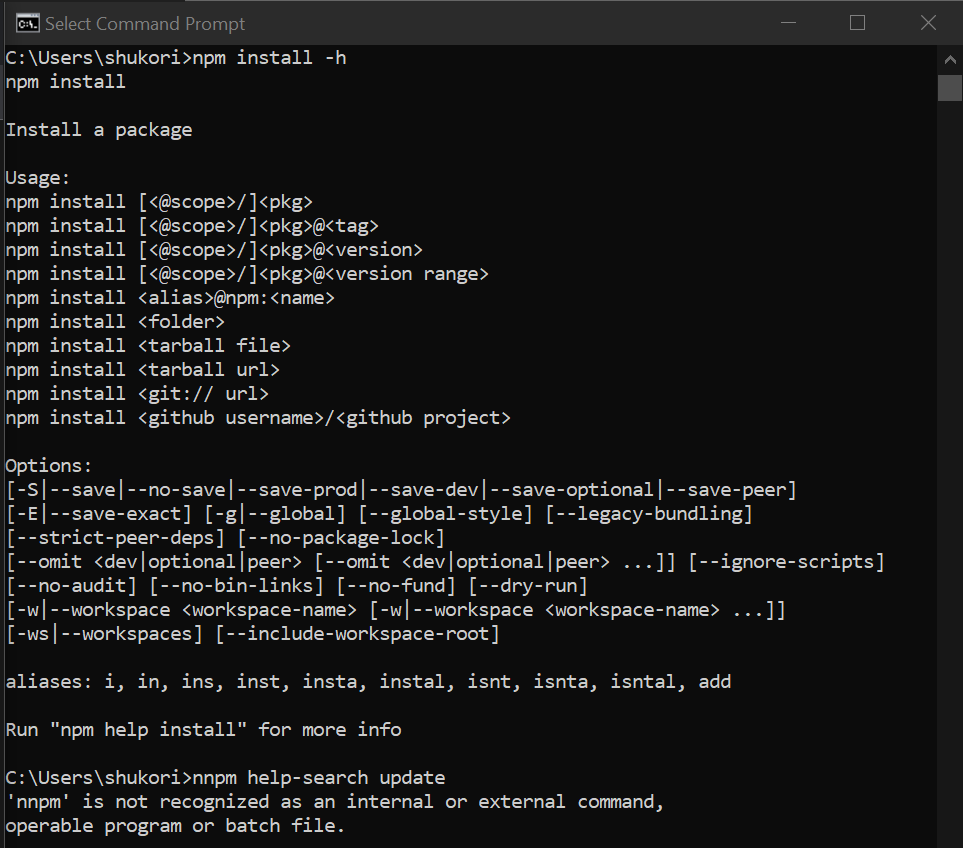 Select Command Prompt
C:\Users\shukori>npm install -h
npm install
Install a package
Usage:
npm install [<@scope>/]<pkg>
npm install [<@scope>/]<pkg>@<tag>
npm install [<@scope>/]<pkg>@<version>
npm install [<@scope>/]<pkg>@<version range>
npm install <alias>@npm:<name>
npm install <folder>
npm install <tarball file>
npm install <tarball url>
npm install <git:// url>
npm install <github username>/<github project>
Options:
[-S|--save|--no-save|--save-prod|--save-dev|--save-optional|--save-peer]
[-E|--save-exact] [-g|--global] [--global-style] [--legacy-bundling]
[--strict-peer-deps] [--no-package-lock]
[--omit <dev|optional|peer> [--omit <dev|optional|peer> ...]] [--ignore-scripts]
[--no-audit] [--no-bin-links] [--no-fund] [--dry-run]
[-w|--workspace <workspace-name> [-w|--workspace <workspace-name> ...]]
[-ws|--workspaces] [--include-workspace-root]
aliases: i, in, ins, inst, insta, instal, isnt, isnta, isntal, add
Run "npm help install" for more info
C:\Users\shukori>nnpm help-search update
'nnpm' is not recognized as an internal or external command,
operable program or batch file.